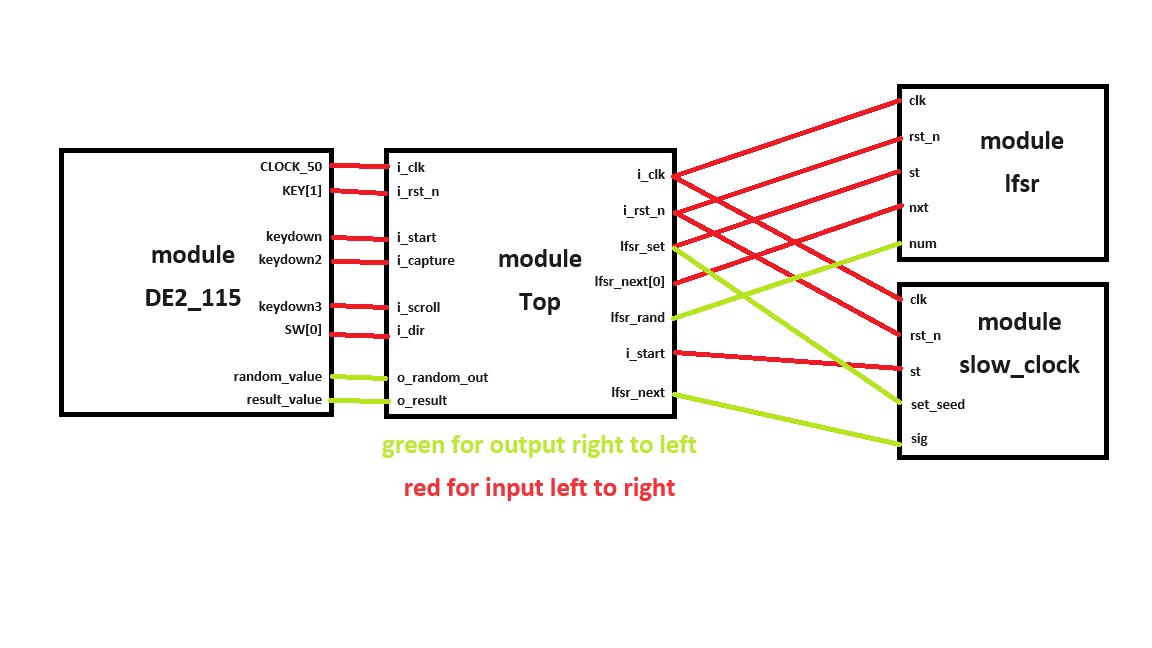 module
DE2_115
CLOCK_50
KEY[1]
keydown
keydown2
keydown3
SW[0]
random_value
result_value
i_clk
i_rst_n
i_start
i_capture
i_scroll
i_dir
o_random_out
o_result
module
Top
i_clk
i_rst_n
lfsr_set
lfsr_next[0]
lfsr_rand
i_start
lfsr_next
clk
rst_n
st
nxt
num
module
lfsr
clk
rst_n
st
set_seed
sig
module
slow_clock
green for output right to left
red for input left to right